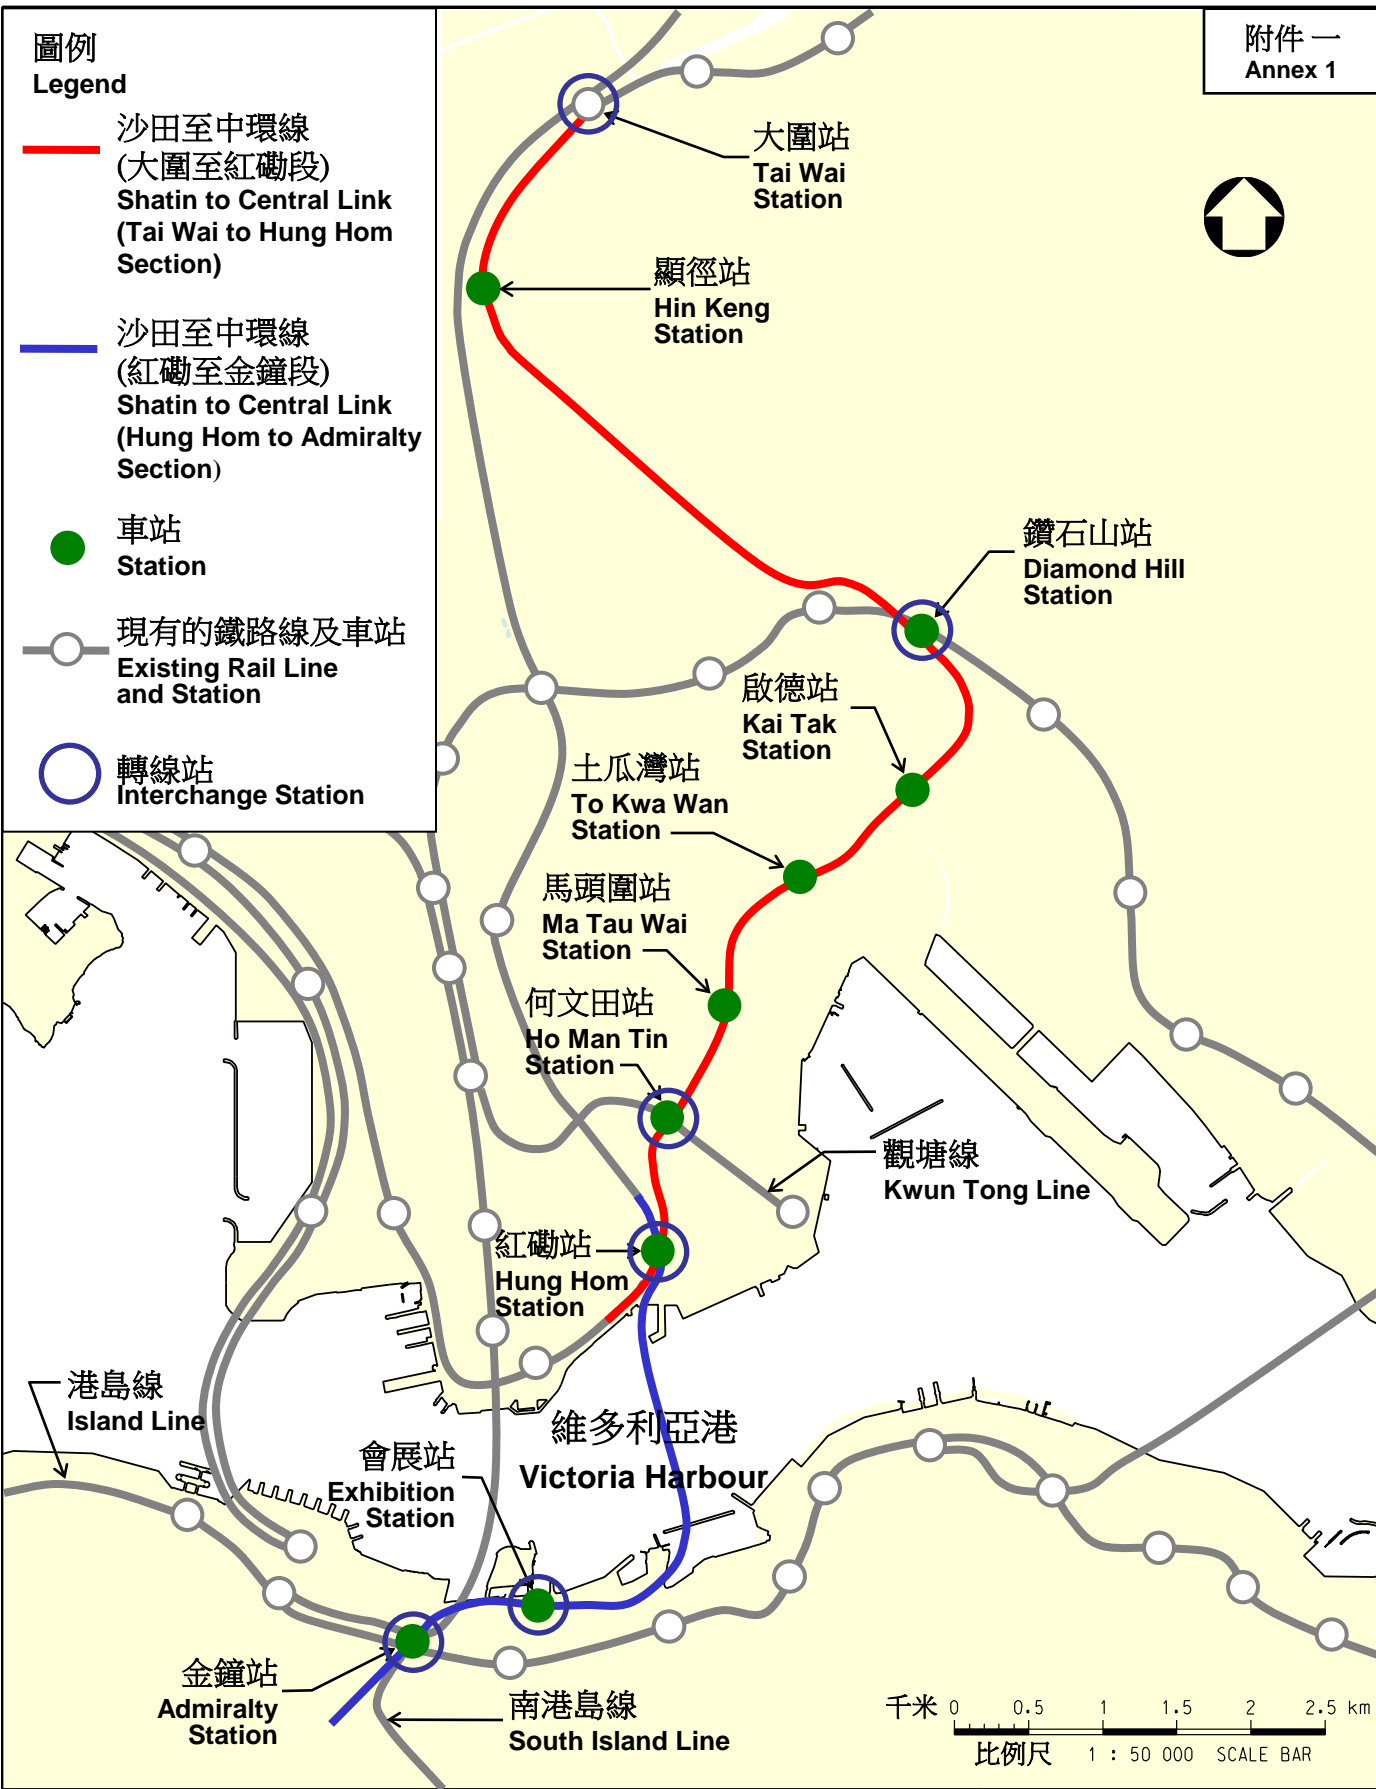 圖例
Legend
沙田至中環線
(大圍至紅磡段)
Shatin to Central Link
(Tai Wai to Hung Hom
Section)
沙田至中環線
(紅磡至金鐘段)
Shatin to Central Link
(Hung Hom to Admiralty
Section)
車站
Station
現有的鐵路線及車站
Existing Rail Line
and Station
轉線站
Interchange Station
附件一
Annex 1
大圍站
Tai Wai
Station
顯徑站
Hin Keng
Station
鑽石山站
Diamond Hill
Station
啟德站
Kai Tak
Station
土瓜灣站
To Kwa Wan
Station
馬頭圍站
Ma Tau Wai
Station
何文田站
Ho Man Tin
Station
觀塘線
Kwun Tong Line
紅磡站
Hung Hom
Station
港島線
Island Line
維多利亞港
Victoria Harbour
會展站
Exhibition
Station
金鐘站
Admiralty
Station
南港島線
South Island Line
千米 0 0.5 1 1.5 2 2.5 km
比例尺 1 : 50 000 SCALE BAR